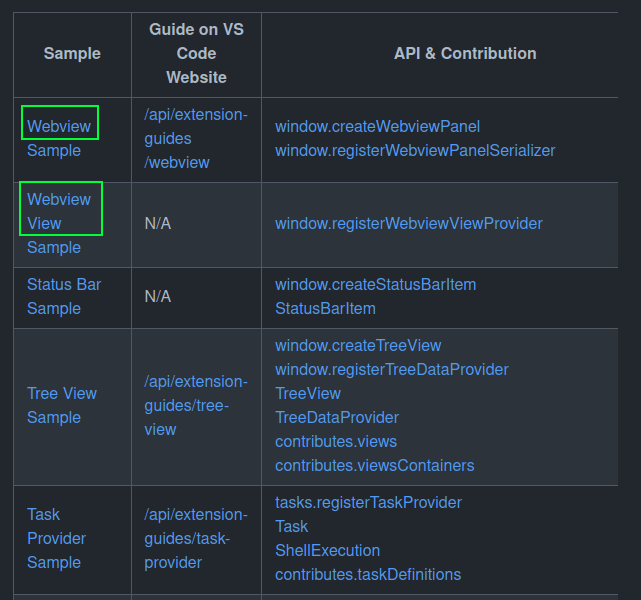 Sample
Guide on VS
Code
Website
API & Contribution
Webview
Sample
/api/extension-
guides
/webview
window.createWebviewPanel
window.registerWebviewPanelSerializer
Webview
View
Sample
N/A
window.registerWebviewViewProvider
Status Bar
Sample
N/A
window.createStatusBarItem
StatusBarItem
Tree View
Sample
/api/extension-
guides/tree-
view
window.createTreeView
window.registerTreeDataProvider
TreeView
TreeDataProvider
contributes.views
contributes.viewsContainers
Task
Provider
Sample
/api/extension-
guides/task-
provider
tasks.registerTaskProvider
Task
ShellExecution
contributes.taskDefinitions